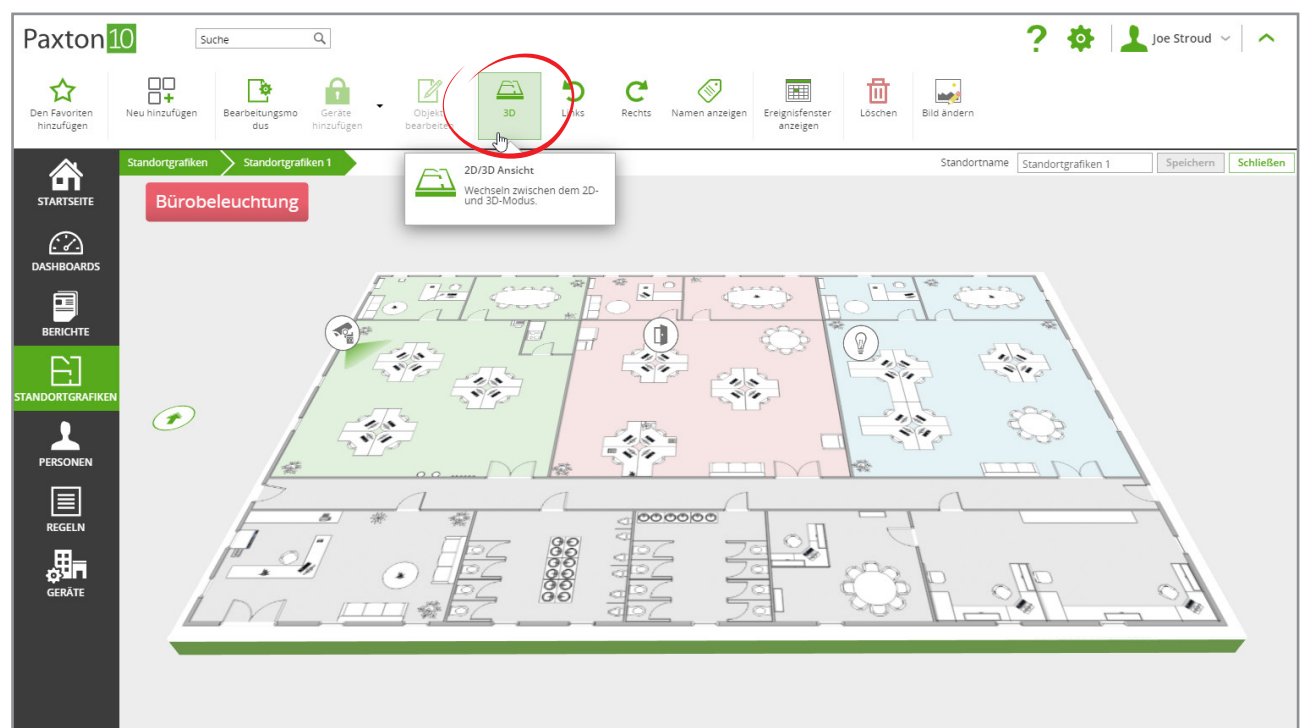 Paxton10
Suche
Joe Stroud
Den Favoriten
hinzufügen
Neu hinzufügen
Bearbeitungsmo
dus
Geräte
hinzufügen
Objekt
bearbeiten
3D
Links
Rechts
Namen anzeigen
Ereignisfenster
anzeigen
Löschen
Bild ändern
Standortgrafiken
Standortgrafiken 1
Standortname
Standortgrafiken 1
Speichern
Schließen
2D/3D Ansicht
Wechseln zwischen dem 2D-
und 3D-Modus.
Bürobeleuchtung
STARTSEITE
DASHBOARDS
BERICHTE
STANDORTGRAFIKEN
PERSONEN
REGELN
GERÄTE